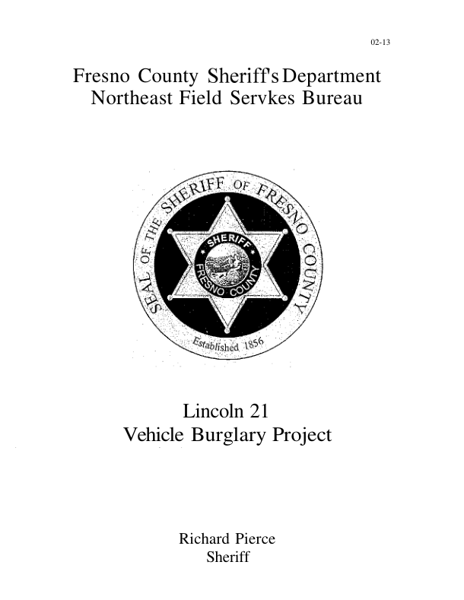 02-13
Fresno County Sheriff's Department
Northeast Field Servkes Bureau
SEAL OF THE SHERIFF OF FRESNO COUNTY
SHERIFF
FRESNO COUNTY
Established 1856
Lincoln 21
Vehicle Burglary Project
Richard Pierce
Sheriff